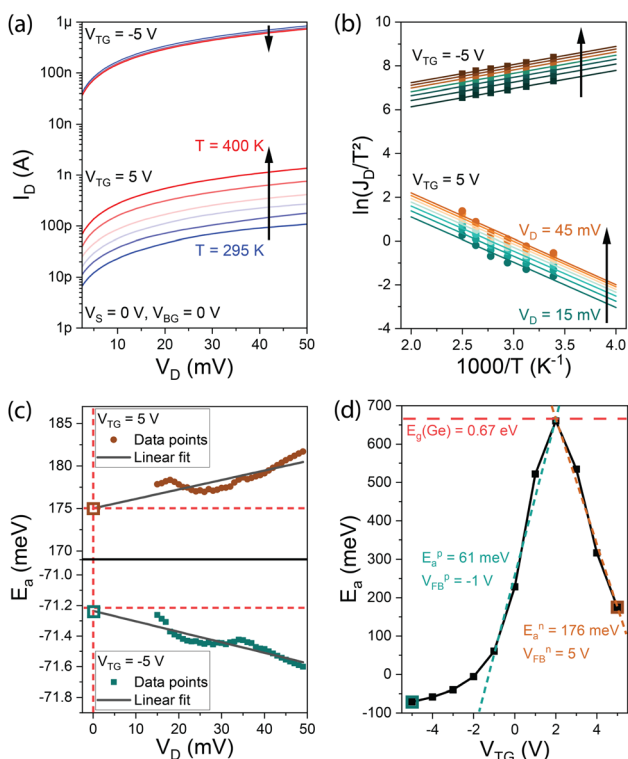 (a)
1μ
100n
10n
1n
100p
10p
1p
I_D (A)
V_TG = -5 V
T = 400 K
V_TG = 5 V
T = 295 K
V_S = 0 V, V_BG = 0 V
10 20 30 40 50
V_D (mV)
(b)
10
8
6
4
2
0
-2
-4
ln(J_D/T²)
V_TG = -5 V
V_TG = 5 V
V_D = 45 mV
V_D = 15 mV
2.0 2.5 3.0 3.5 4.0
1000/T (K⁻¹)
(c)
185
180
175
170
-71.0
-71.2
-71.4
-71.6
-71.8
E_a (meV)
V_TG = 5 V
Data points
Linear fit
V_TG = -5 V
Data points
Linear fit
0 10 20 30 40 50
V_D (mV)
(d)
700
600
500
400
300
200
100
0
-100
E_a (meV)
E_g(Ge) = 0.67 eV
E_a^p = 61 meV
V_FB^p = -1 V
E_a^n = 176 meV
V_FB^n = 5 V
-4 -2 0 2 4
V_TG (V)